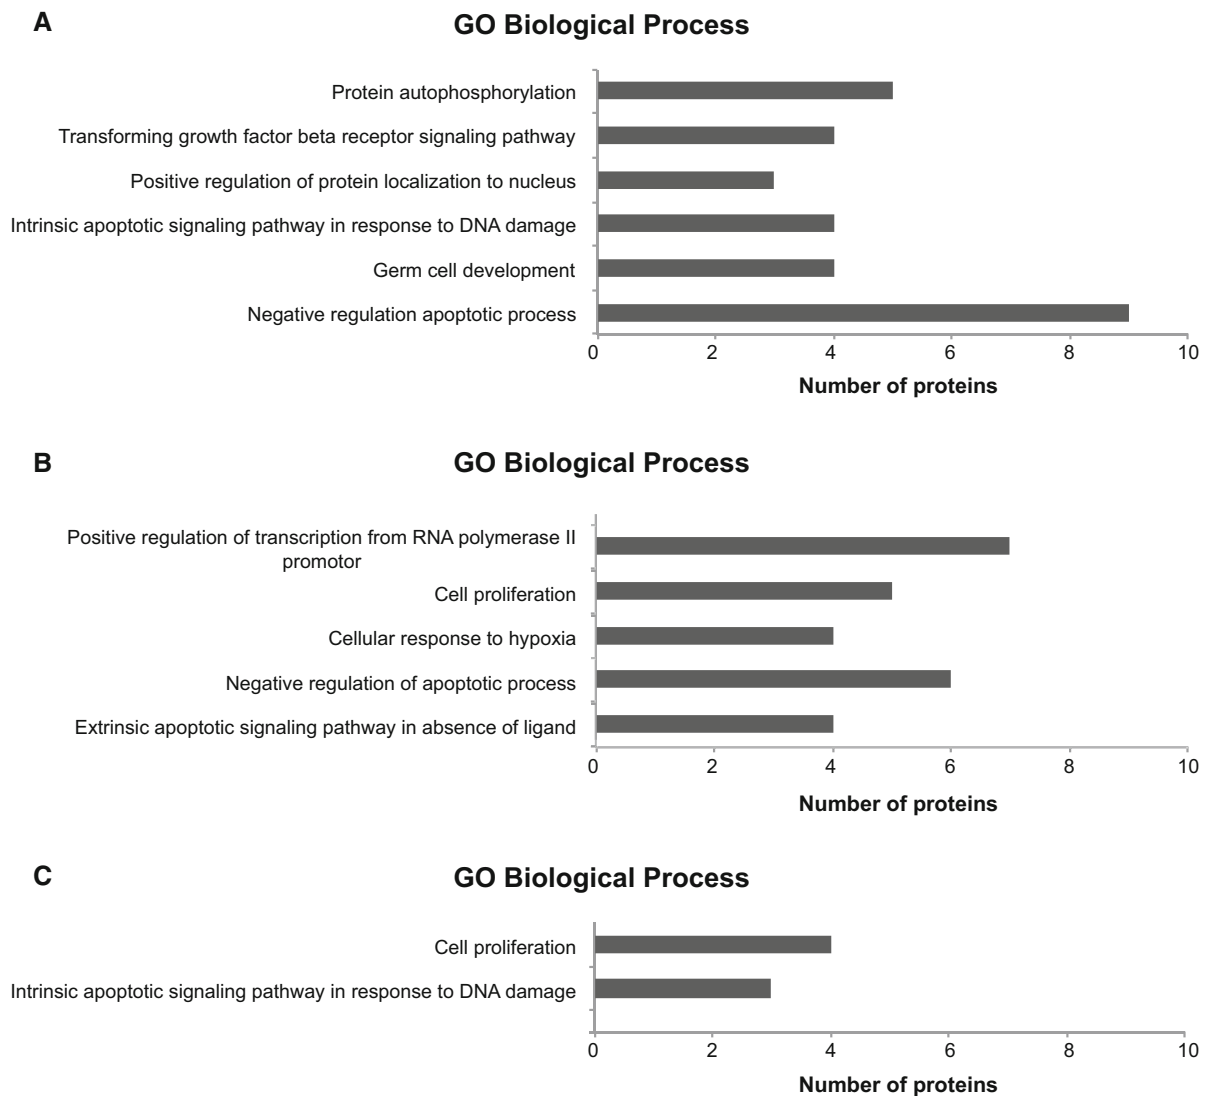 A
GO Biological Process
Protein autophosphorylation
Transforming growth factor beta receptor signaling pathway
Positive regulation of protein localization to nucleus
Intrinsic apoptotic signaling pathway in response to DNA damage
Germ cell development
Negative regulation apoptotic process
0 2 4 6 8 10
Number of proteins
B
GO Biological Process
Positive regulation of transcription from RNA polymerase II
promotor
Cell proliferation
Cellular response to hypoxia
Negative regulation of apoptotic process
Extrinsic apoptotic signaling pathway in absence of ligand
0 2 4 6 8 10
Number of proteins
C
GO Biological Process
Cell proliferation
Intrinsic apoptotic signaling pathway in response to DNA damage
0 2 4 6 8 10
Number of proteins